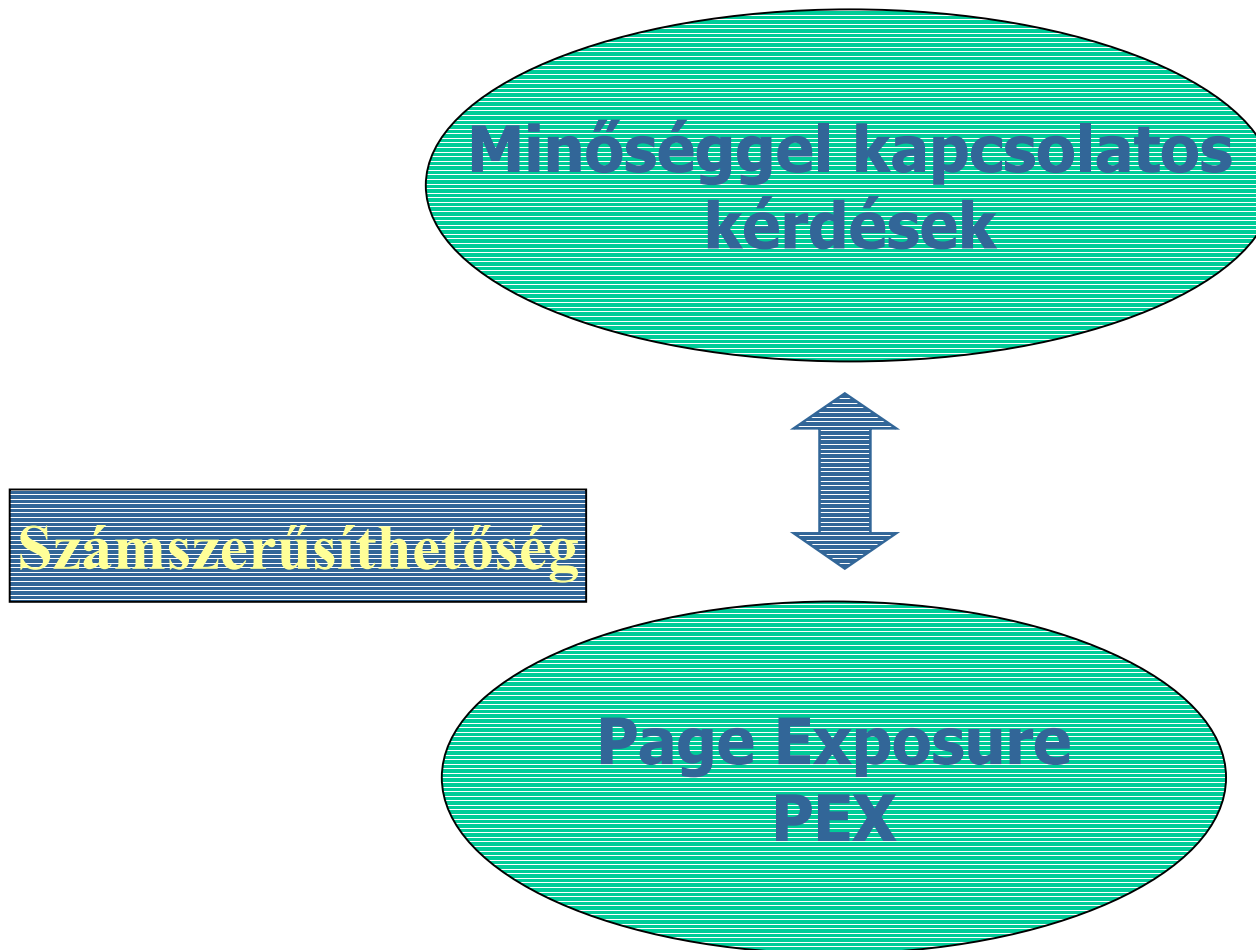 Minőséggel kapcsolatos
kérdések
Számszerűsíthetőség
Page Exposure
PEX